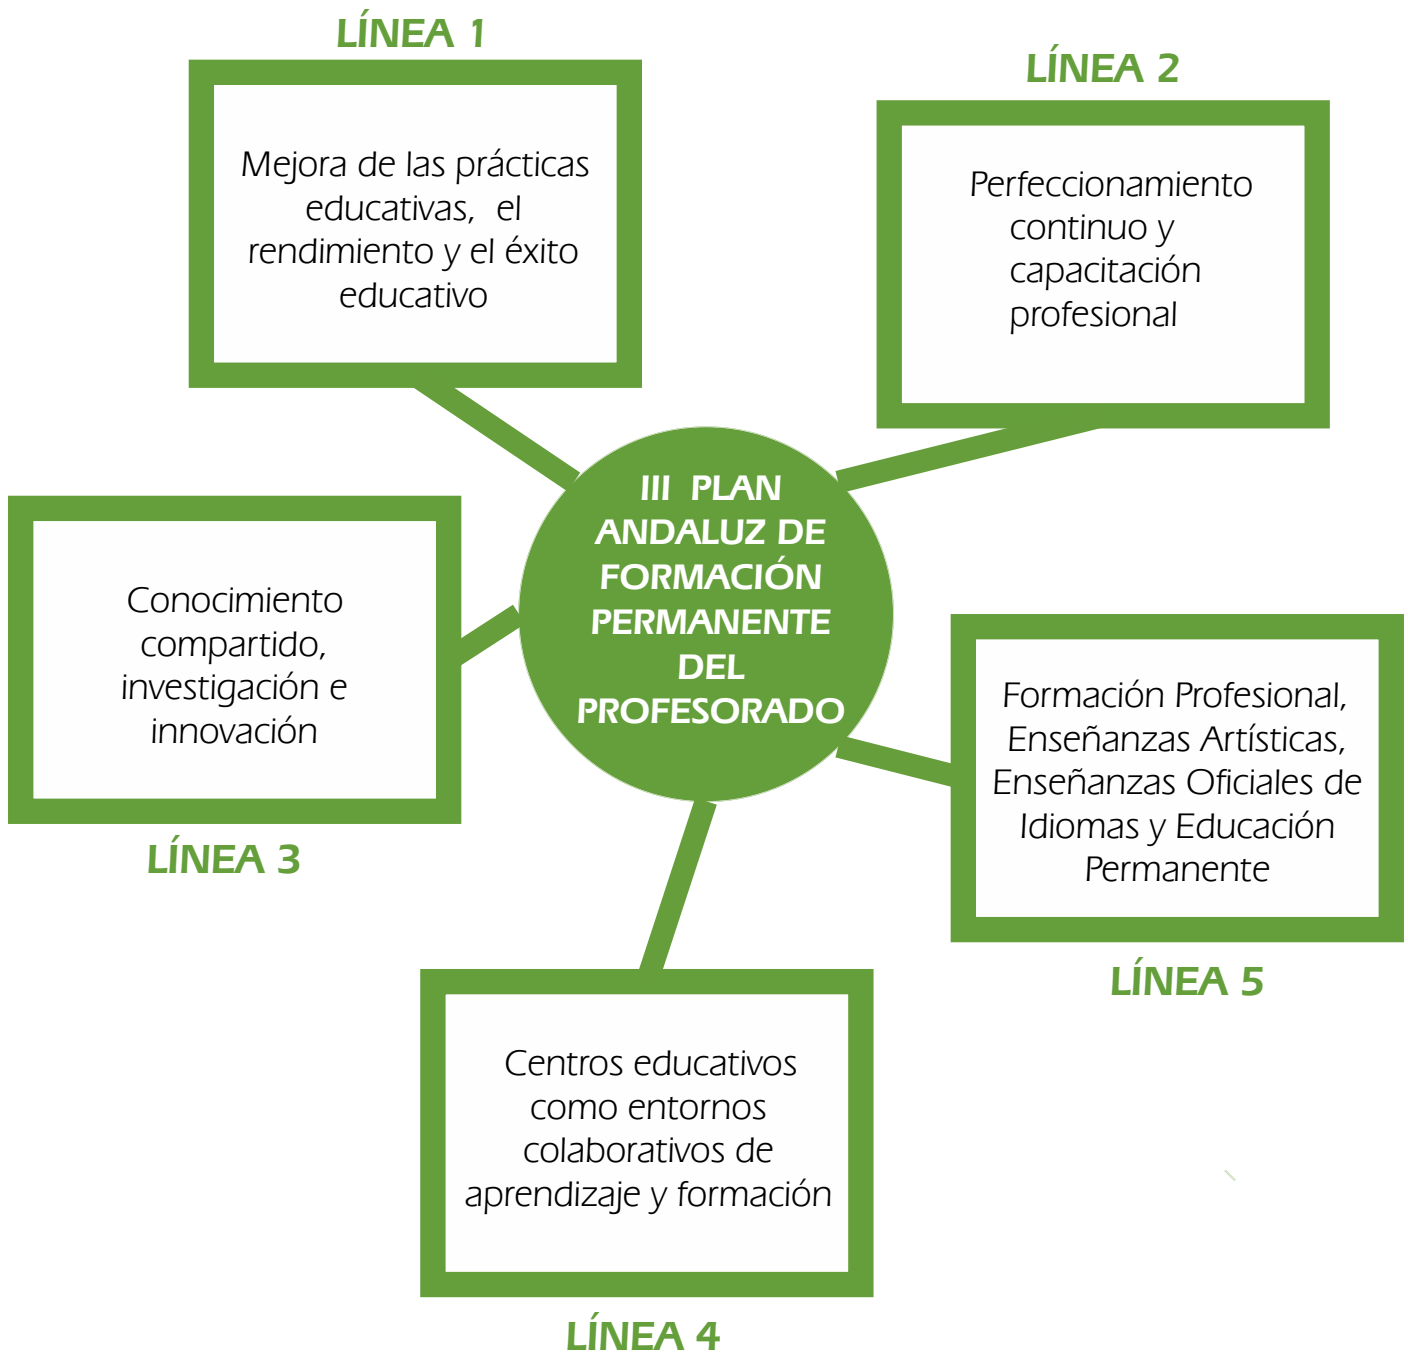 LÍNEA 1
Mejora de las prácticas
educativas, el
rendimiento y el éxito
educativo
LÍNEA 2
Perfeccionamiento
continuo y
capacitación
profesional
III PLAN
ANDALUZ DE
FORMACIÓN
PERMANENTE
DEL
PROFESORADO
Conocimiento
compartido,
investigación e
innovación
LÍNEA 3
Formación Profesional,
Enseñanzas Artísticas,
Enseñanzas Oficiales de
Idiomas y Educación
Permanente
LÍNEA 5
Centros educativos
como entornos
colaborativos de
aprendizaje y formación
LÍNEA 4